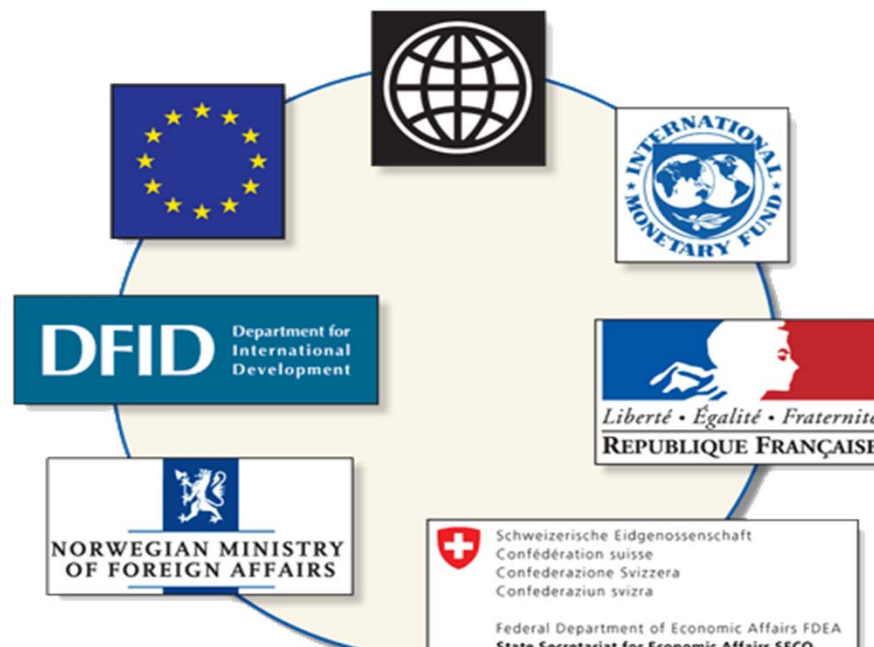 INTERNATIONAL
MONETARY FUND
DFID
Department for
International
Development
Liberté • Égalité • Fraternité
REPUBLIQUE FRANÇAISE
NORWEGIAN MINISTRY
OF FOREIGN AFFAIRS
Schweizerische Eidgenossenschaft
Confédération suisse
Confederazione Svizzera
Confederaziun svizra
Federal Department of Economic Affairs FDEA
State Secretariat for Economic Affairs SECO